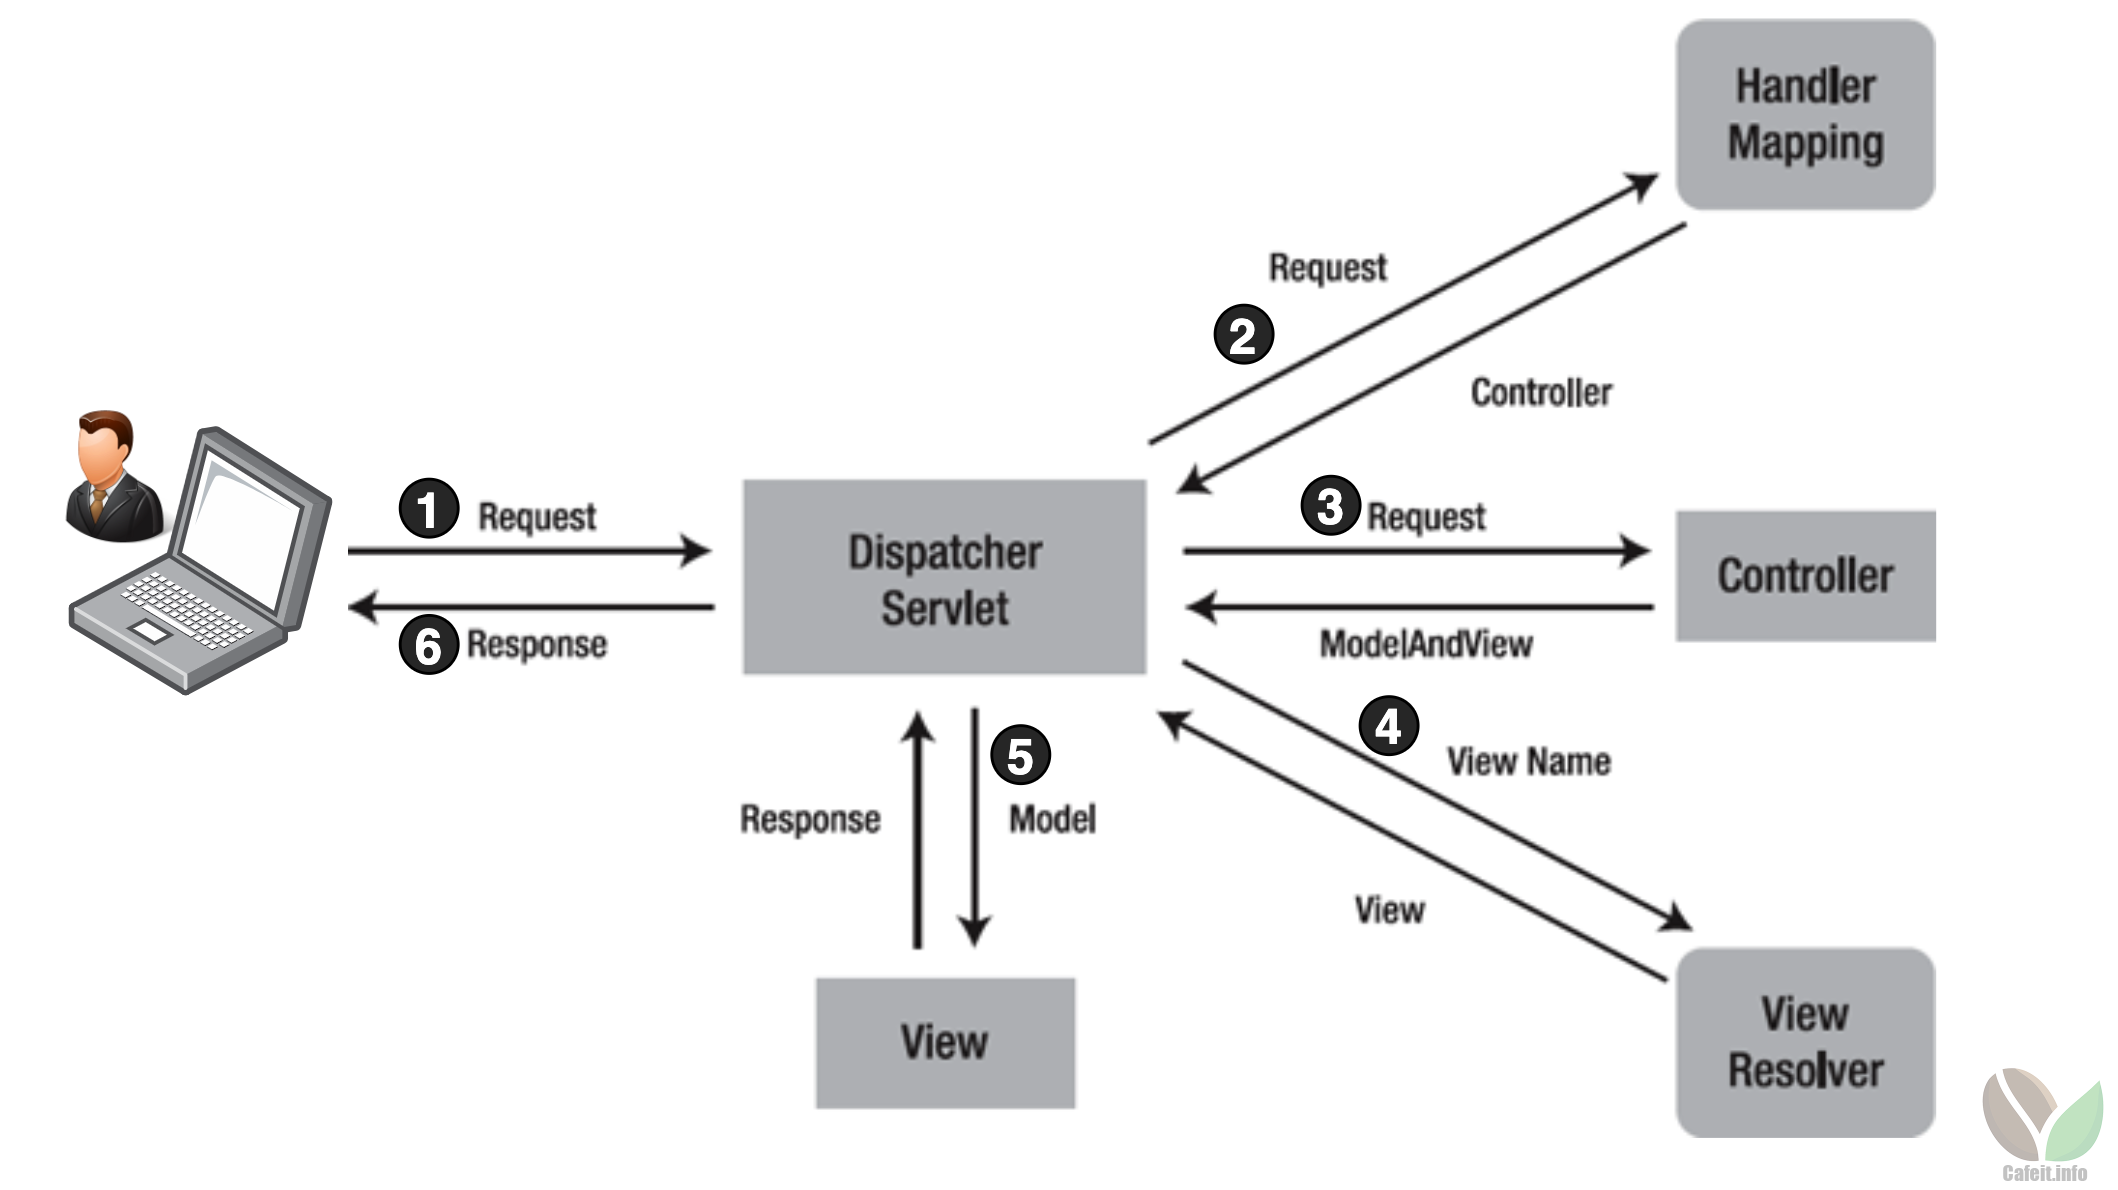 Handler
Mapping
Request
2
Controller
1 Request
3 Request
Dispatcher
Servlet
Controller
6 Response
ModelAndView
4
View Name
5
Response
Model
View
View
View
Resolver
Cafeit.info